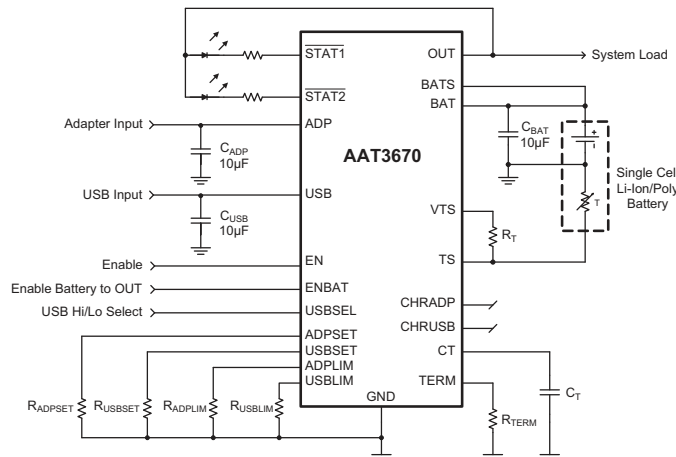 STAT1
OUT
System Load
BATS
STAT2
BAT
Adapter Input
ADP
CADP
10µF
AAT3670
CBAT
10µF
+
Single Cel
Li-Ion/Poly
Battery
T
USB Input
USB
CUSB
10µF
VTS
RT
TS
Enable
EN
Enable Battery to OUT
ENBAT
USB Hi/Lo Select
USBSEL
CHRADP
CHRUSB
ADPSET
USBSET
ADPLIM
USBLIM
CT
CT
TERM
GND
RADPSET
RUSBSET
RADPLIM
RUSBLIM
RTERM